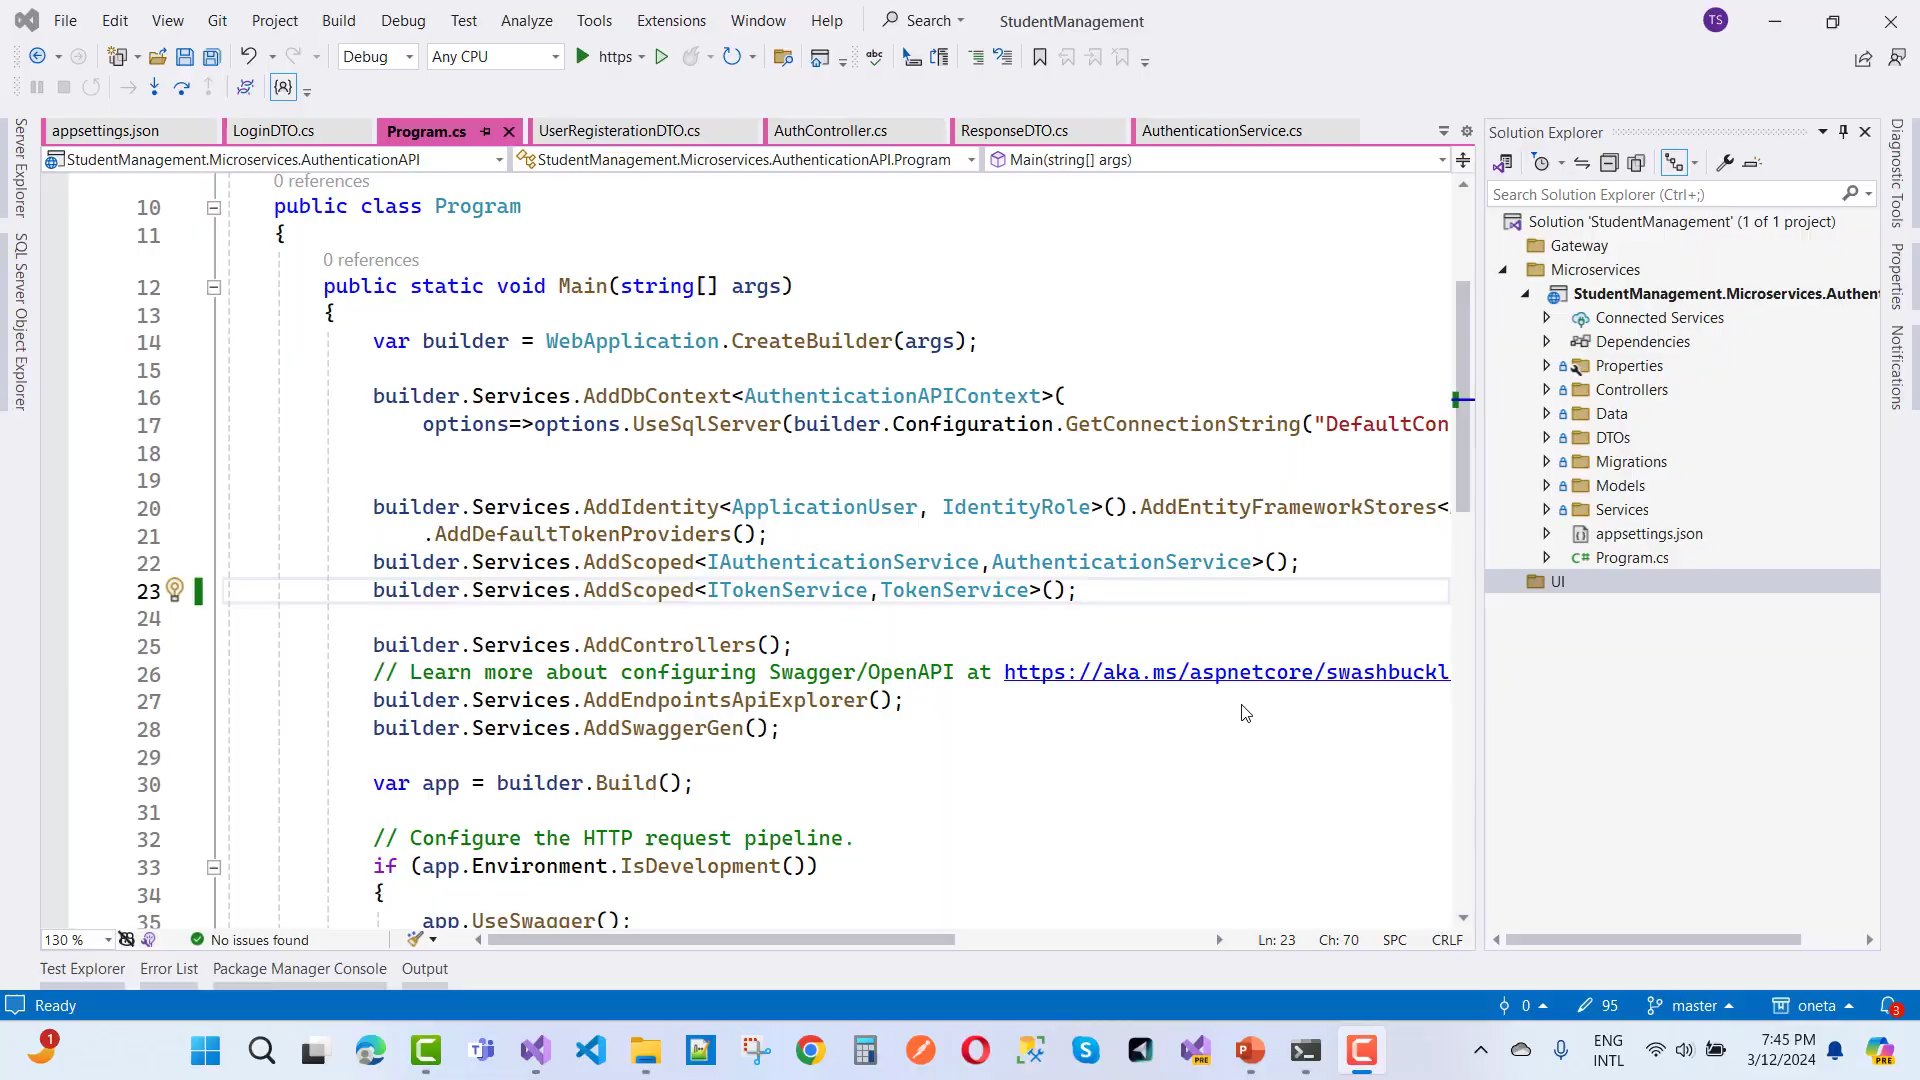 File Edit View Git Project Build Debug Test Analyze Tools Extensions Window Help Search StudentManagement TS
Debug Any CPU https
appsettings.json LoginDTO.cs Program.cs UserRegisterationDTO.cs AuthController.cs ResponseDTO.cs AuthenticationService.cs
StudentManagement.Microservices.AuthenticationAPI StudentManagement.Microservices.AuthenticationAPI.Program Main(string[] args)
0 references
10 public class Program
11 {
0 references
12 public static void Main(string[] args)
13 {
14 var builder = WebApplication.CreateBuilder(args);
15
16 builder.Services.AddDbContext<AuthenticationAPIContext>(
17 options=>options.UseSqlServer(builder.Configuration.GetConnectionString("DefaultCon
18
19
20 builder.Services.AddIdentity<ApplicationUser, IdentityRole>().AddEntityFrameworkStores<
21 .AddDefaultTokenProviders();
22 builder.Services.AddScoped<IAuthenticationService,AuthenticationService>();
23 builder.Services.AddScoped<ITokenService,TokenService>();
24
25 builder.Services.AddControllers();
26 // Learn more about configuring Swagger/OpenAPI at https://aka.ms/aspnetcore/swashbuckl
27 builder.Services.AddEndpointsApiExplorer();
28 builder.Services.AddSwaggerGen();
29
30 var app = builder.Build();
31
32 // Configure the HTTP request pipeline.
33 if (app.Environment.IsDevelopment())
34 {
35 app.UseSwagger();
130 % No issues found Ln: 23 Ch: 70 SPC CRLF
Server Explorer
SQL Server Object Explorer
Solution Explorer
Search Solution Explorer (Ctrl+;)
Solution 'StudentManagement' (1 of 1 project)
Gateway
Microservices
StudentManagement.Microservices.Authent
Connected Services
Dependencies
Properties
Controllers
Data
DTOs
Migrations
Models
Services
appsettings.json
C# Program.cs
UI
Diagnostic Tools
Properties
Notifications
Test Explorer Error List Package Manager Console Output
Ready 0 95 master oneta 3
1 PRE ENG
INTL
7:45 PM
3/12/2024
PRE